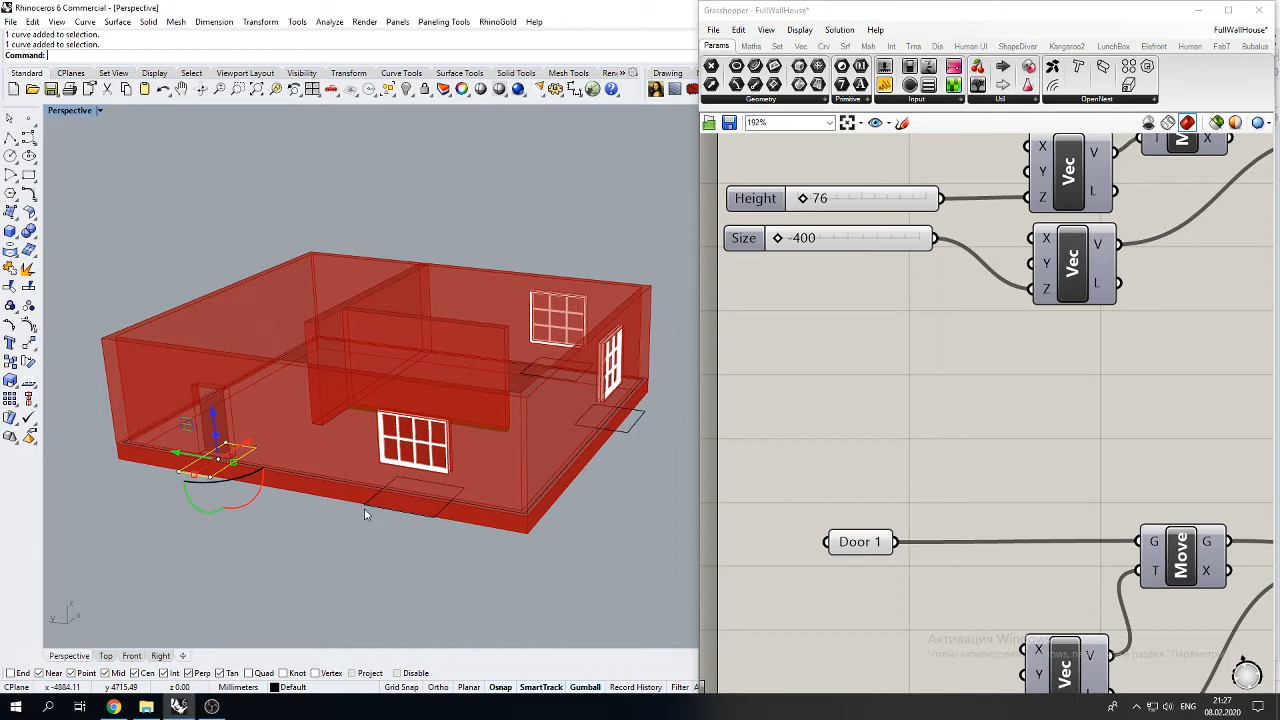 Rhinoceros 6 Commercial - [Perspective]
File Edit View Curve Surface Solid Mesh Dimension Transform Tools Analyze Render Panels Paneling Tools RhinoGold Help
1 curve added to selection.
1 curve added to selection.
Command:
Standard CPlanes Set View Display Select Viewport Layout Visibility Transform Curve Tools Surface Tools Solid Tools Mesh Tools Ren » Drawing
Perspective
z
y x
Perspective Top Front Right
End Near Point Mid Cen Int Perp Tan Quad Knot Vertex Project Disable
CPlane x -4884.11 y 4715.49 z 0.00 Millimeters Default Grid Snap Ortho Planar Osnap SmartTrack Gumball Record History Filter
Grasshopper - FullWallHouse*
File Edit View Display Solution Help FullWallHouse*
Params Maths Set Vec Crv Srf Msh Int Trns Dis Human UI ShapeDiver Kangaroo2 LunchBox Elefront Human FabT Bubalus
Geometry Primitive Input Util OpenNest
192%
X Y Z Vec V L
T X
Height 76
Size -400
X Y Z Vec V L
Door 1
G T Move G X
X Y Vec
Активация Windows
Чтобы активировать
раздел "Параметры
ENG
21:27
08.02.2020